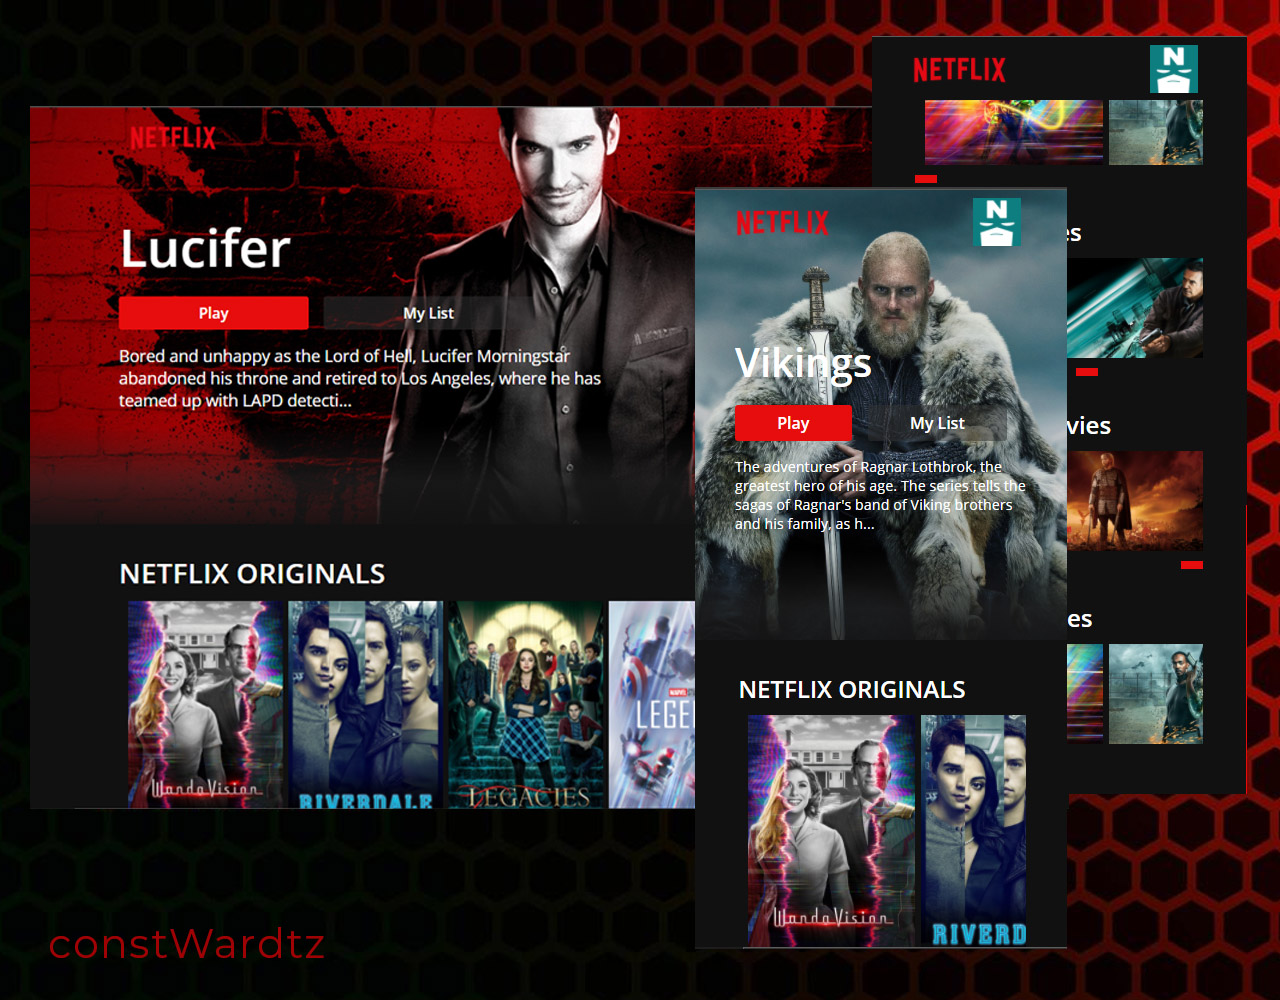 NETFLIX
Lucifer
Play
My List
Bored and unhappy as the Lord of Hell, Lucifer Morningstar
abandoned his throne and retired to Los Angeles, where he has
teamed up with LAPD detecti...
NETFLIX ORIGINALS
WandaVision
RIVERDALE
LEGACIES
MARVEL
LEGE
NETFLIX
N
Vikings
Play
My List
The adventures of Ragnar Lothbrok, the
greatest hero of his age. The series tells the
sagas of Ragnar's band of Viking brothers
and his family, as h...
NETFLIX ORIGINALS
WandaVision
RIVERD
NETFLIX
N
es
vies
es
constWardtz